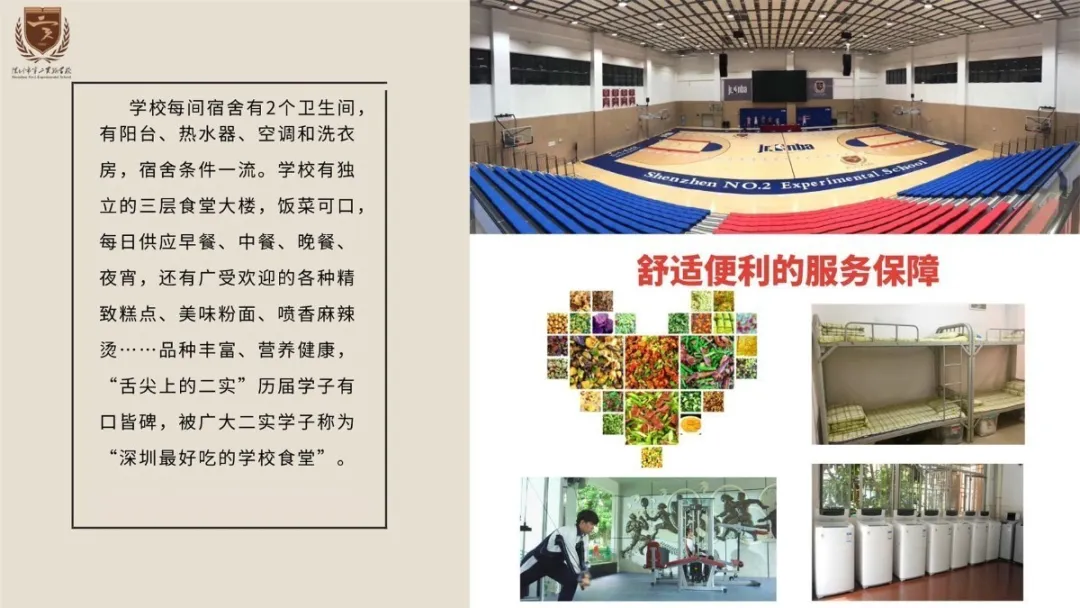 深圳市第二实验学校
Shenzhen No.2 Experimental School
学校每间宿舍有2个卫生间，
有阳台、热水器、空调和洗衣
房，宿舍条件一流。学校有独
立的三层食堂大楼，饭菜可口，
每日供应早餐、中餐、晚餐、
夜宵，还有广受欢迎的各种精
致糕点、美味粉面、喷香麻辣
烫……品种丰富、营养健康，
“舌尖上的二实”历届学子有
口皆碑，被广大二实学子称为
“深圳最好吃的学校食堂”。
Jr. nba
Jr. nba
Shenzhen NO.2 Experimental School
舒适便利的服务保障